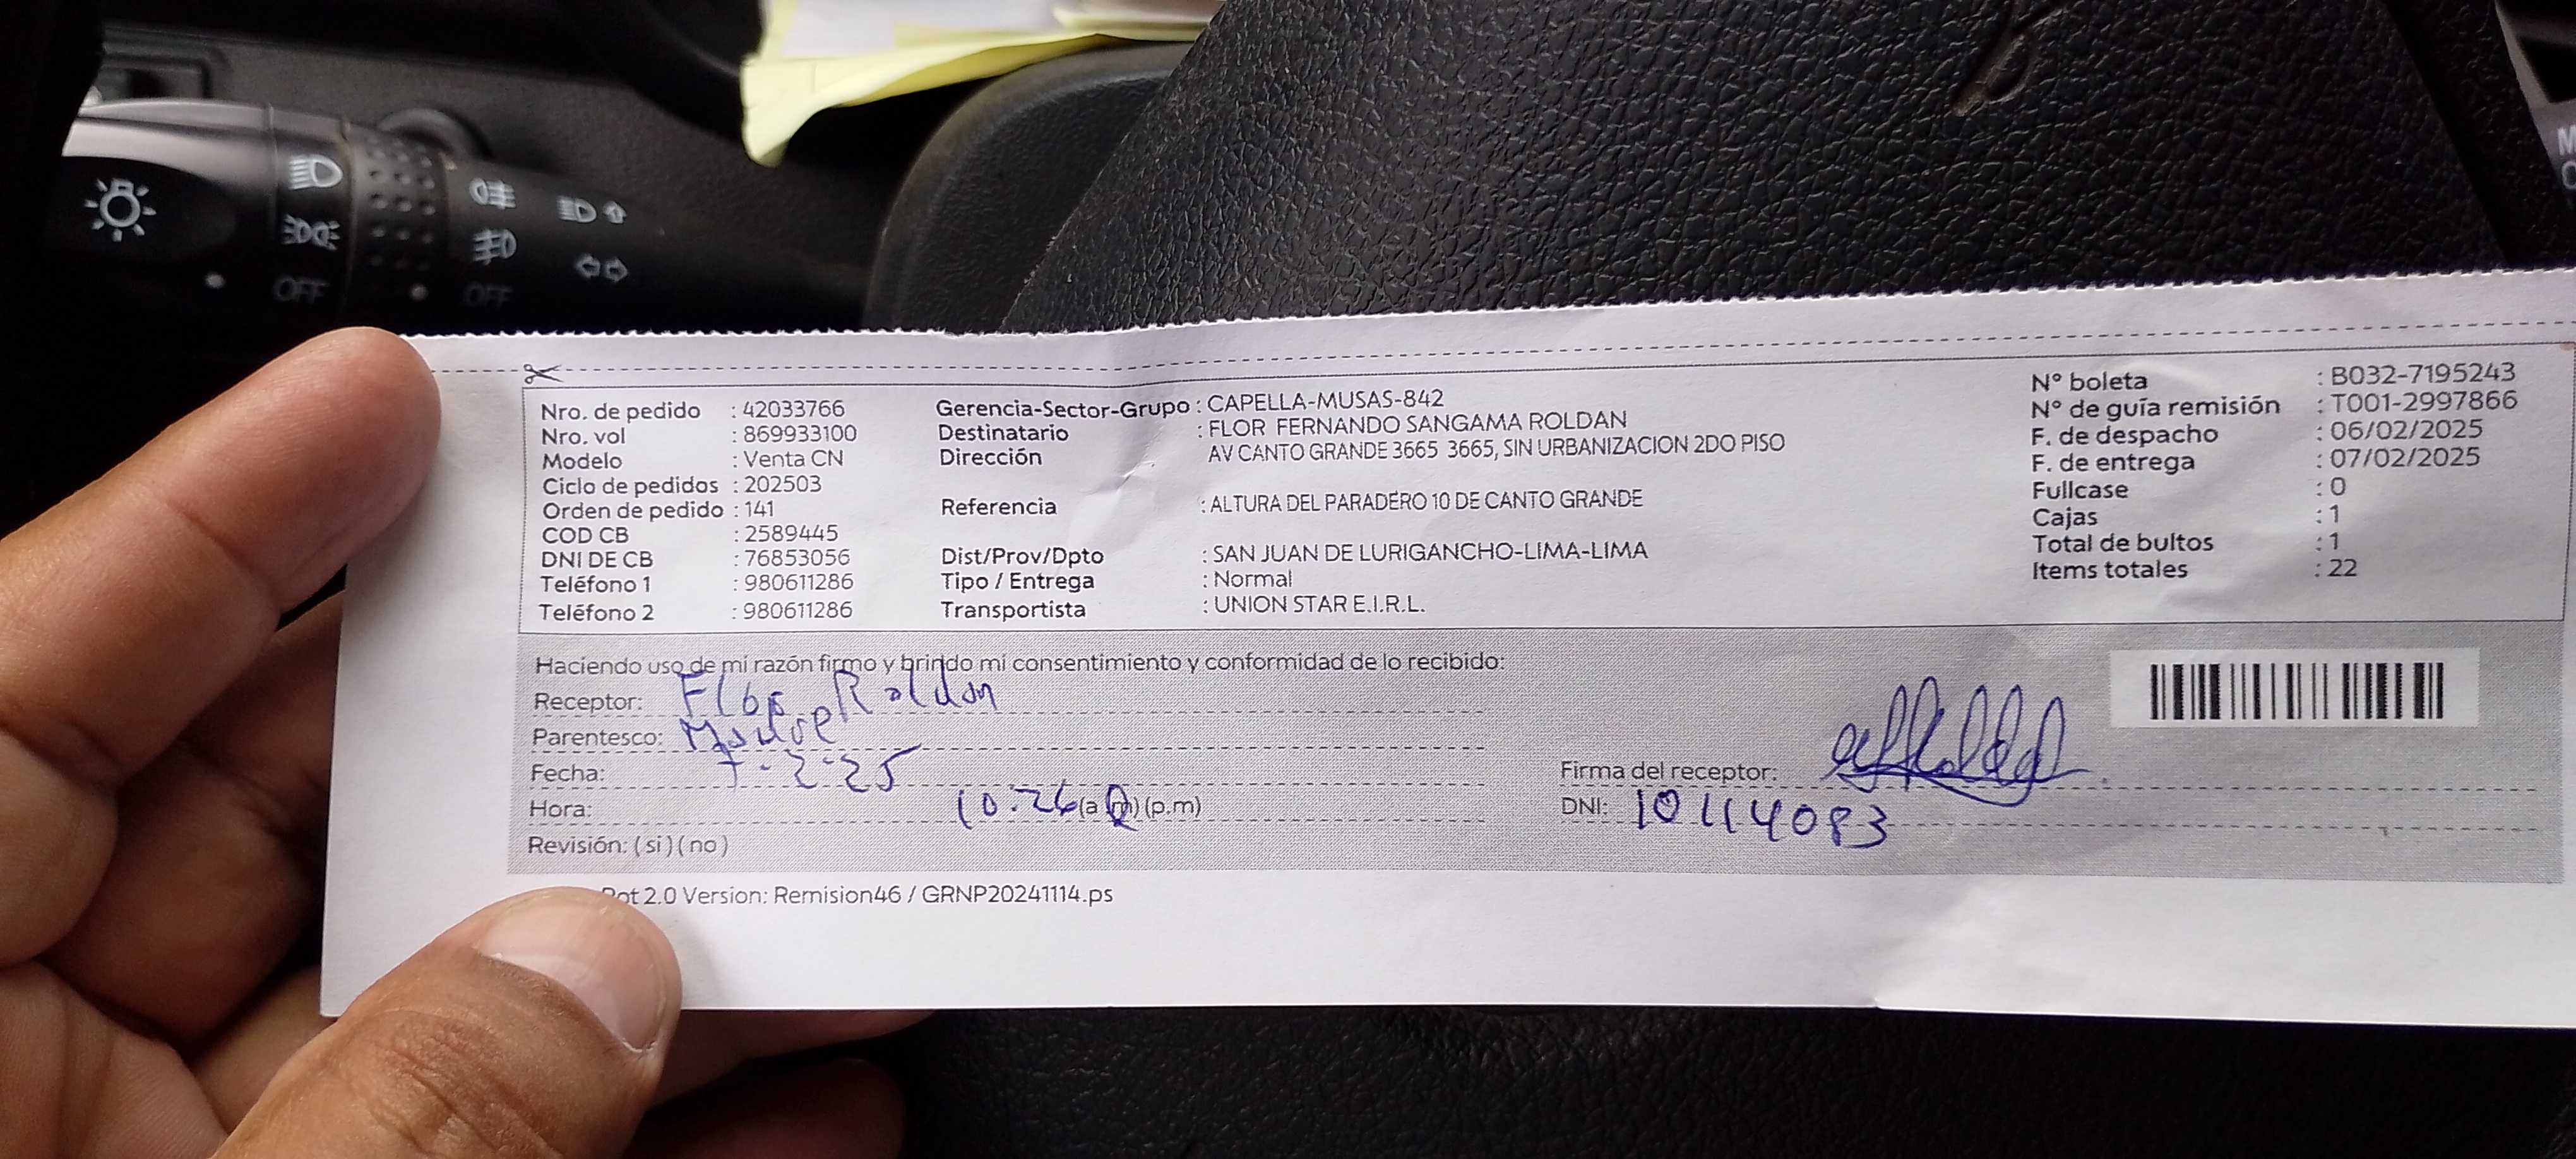 OFF
OFF
Nro. de pedido : 42033766
Nro. vol : 869933100
Modelo : Venta CN
Ciclo de pedidos : 202503
Orden de pedido : 141
COD CB : 2589445
DNI DE CB : 76853056
Teléfono 1 : 980611286
Teléfono 2 : 980611286
Gerencia-Sector-Grupo : CAPELLA-MUSAS-842
Destinatario : FLOR FERNANDO SANGAMA ROLDAN
Dirección AV CANTO GRANDE 3665 3665, SIN URBANIZACION 2DO PISO
Referencia : ALTURA DEL PARADERO 10 DE CANTO GRANDE
Dist/Prov/Dpto : SAN JUAN DE LURIGANCHO-LIMA-LIMA
Tipo / Entrega : Normal
Transportista : UNION STAR E.I.R.L.
N° boleta : B032-7195243
N° de guía remisión : T001-2997866
F. de despacho : 06/02/2025
F. de entrega : 07/02/2025
Fullcase : 0
Cajas : 1
Total de bultos : 1
Items totales : 22
Haciendo uso de mi razón firmo y brindo mi consentimiento y conformidad de lo recibido:
Receptor: Flor Roldan
Parentesco: Madre
Fecha: 7-2-25
Hora: 10:26 (a.m) (p.m)
Revisión: (si) (no)
Firma del receptor:
DNI: 10114083
2.0 Version: Remision46 / GRNP20241114.ps